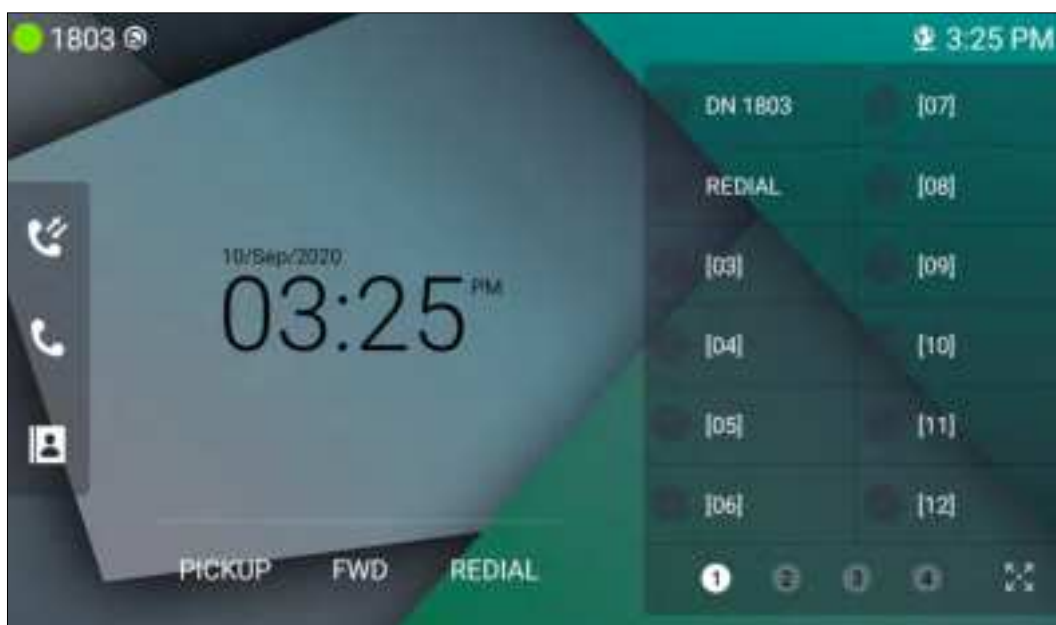 1803
3:25 PM
10/Sep/2020
03:25 PM
PICKUP FWD REDIAL
DN 1803
[07]
REDIAL
[08]
[03]
[09]
[04]
[10]
[05]
[11]
[06]
[12]
1 2 3 4